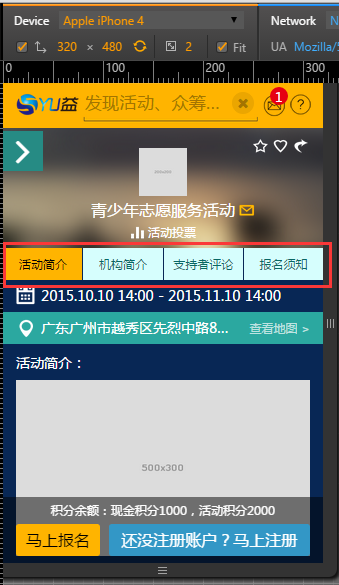 Device Apple iPhone 4 Network
320 × 480 2 Fit UA Mozilla/5
0 100 200 300
SYU益 发现活动、众筹... 1 ?
青少年志愿服务活动
活动投票
活动简介 机构简介 支持者评论 报名须知
2015.10.10 14:00 - 2015.11.10 14:00
广东广州市越秀区先烈中路8... 查看地图 >
活动简介：
500x300
积分余额：现金积分1000，活动积分2000
马上报名 还没注册账户？马上注册